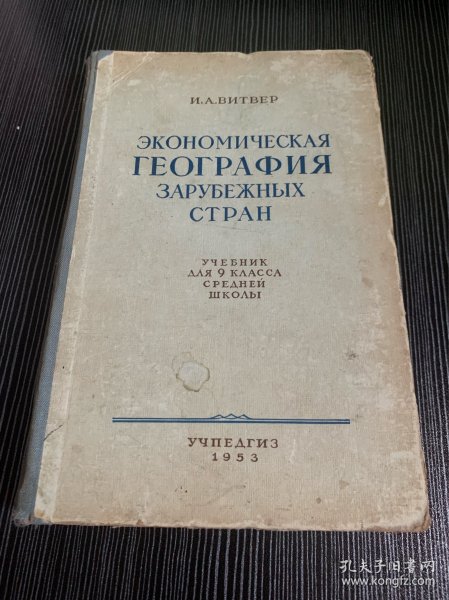 И.А.ВИТВЕР
ЭКОНОМИЧЕСКАЯ
ГЕОГРАФИЯ
ЗАРУБЕЖНЫХ
СТРАН
УЧЕБНИК
ДЛЯ 9 КЛАССА
СРЕДНЕЙ
ШКОЛЫ
УЧПЕДГИЗ
1953
孔夫子旧书网
www.kongfz.com